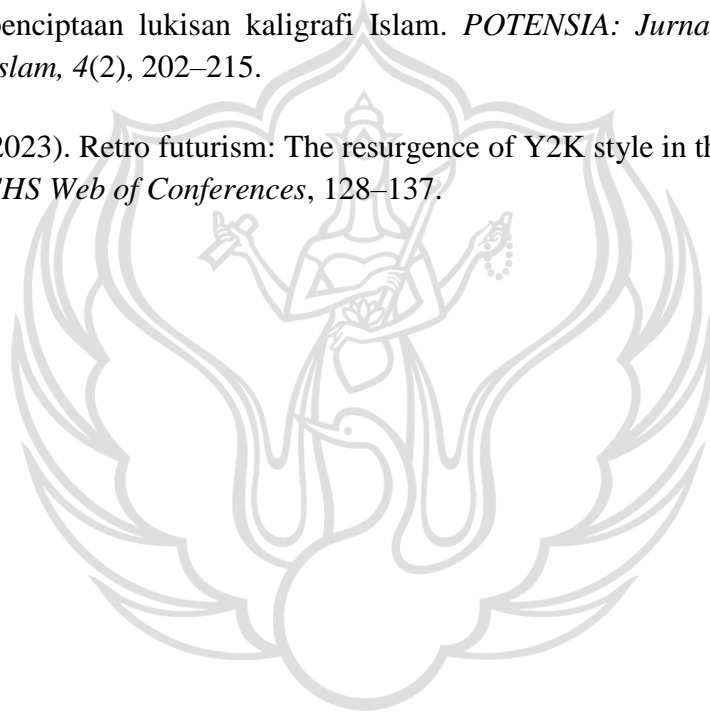 penciptaan lukisan kaligrafi Islam. POTENSIA: Jurna
slam, 4(2), 202–215.
2023). Retro futurism: The resurgence of Y2K style in th
HS Web of Conferences, 128–137.